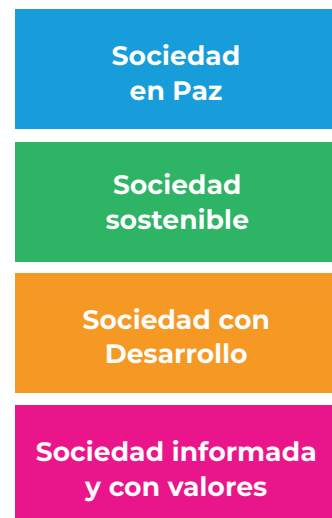 Sociedad
en Paz
Sociedad
sostenible
Sociedad con
Desarrollo
Sociedad informada
y con valores